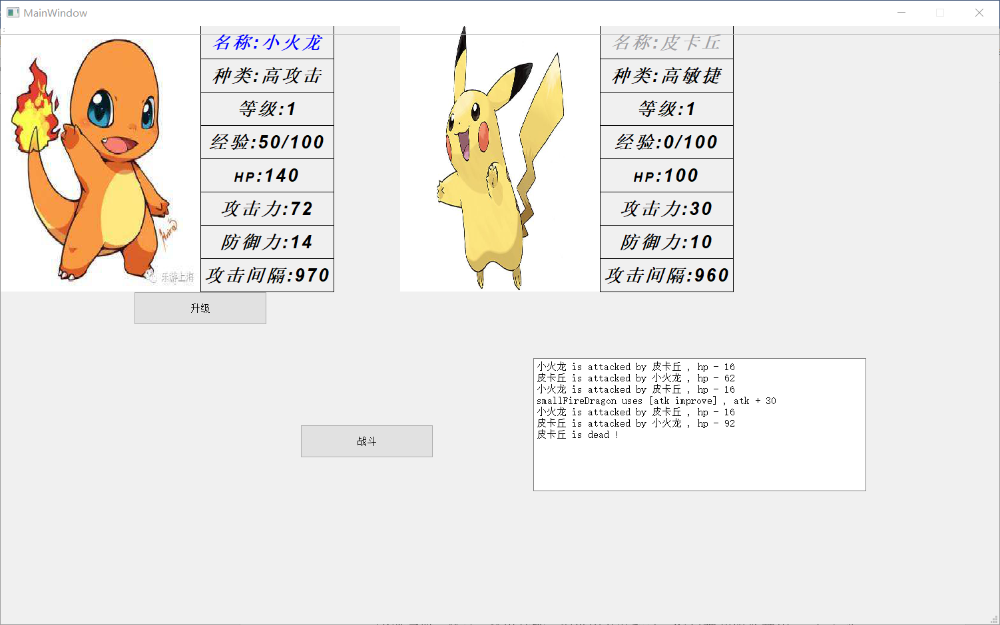 MainWindow
名称:小火龙
种类:高攻击
等级:1
经验:50/100
HP:140
攻击力:72
防御力:14
攻击间隔:970
乐游上海
升级
名称:皮卡丘
种类:高敏捷
等级:1
经验:0/100
HP:100
攻击力:30
防御力:10
攻击间隔:960
战斗
小火龙 is attacked by 皮卡丘 , hp - 16
皮卡丘 is attacked by 小火龙 , hp - 62
小火龙 is attacked by 皮卡丘 , hp - 16
smallFireDragon uses [atk improve] , atk + 30
小火龙 is attacked by 皮卡丘 , hp - 16
皮卡丘 is attacked by 小火龙 , hp - 92
皮卡丘 is dead !